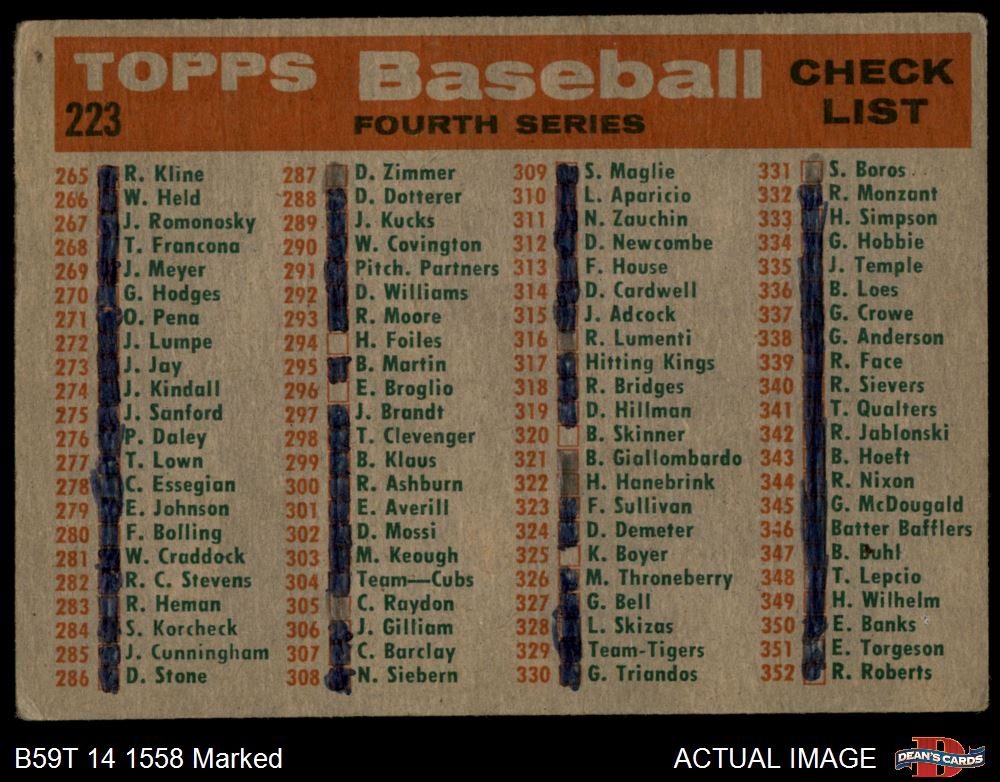 TOPPS Baseball CHECK LIST
223
FOURTH SERIES
265 R. Kline
266 W. Held
267 J. Romonosky
268 T. Francona
269 J. Meyer
270 G. Hodges
271 O. Pena
272 J. Lumpe
273 J. Jay
274 J. Kindall
275 J. Sanford
276 P. Daley
277 T. Lown
278 C. Essegian
279 E. Johnson
280 F. Bolling
281 W. Craddock
282 R. C. Stevens
283 R. Heman
284 S. Korcheck
285 J. Cunningham
286 D. Stone
287 D. Zimmer
288 D. Dotterer
289 J. Kucks
290 W. Covington
291 Pitch. Partners
292 D. Williams
293 R. Moore
294 H. Foiles
295 B. Martin
296 E. Broglio
297 J. Brandt
298 T. Clevenger
299 B. Klaus
300 R. Ashburn
301 E. Averill
302 D. Mossi
303 M. Keough
304 Team—Cubs
305 C. Raydon
306 J. Gilliam
307 C. Barclay
308 N. Siebern
309 S. Maglie
310 L. Aparicio
311 N. Zauchin
312 D. Newcombe
313 F. House
314 D. Cardwell
315 J. Adcock
316 R. Lumenti
317 Hitting Kings
318 R. Bridges
319 D. Hillman
320 B. Skinner
321 B. Giallombardo
322 H. Hanebrink
323 F. Sullivan
324 D. Demeter
325 K. Boyer
326 M. Throneberry
327 G. Bell
328 L. Skizas
329 Team-Tigers
330 G. Triandos
331 S. Boros
332 R. Monzant
333 H. Simpson
334 G. Hobbie
335 J. Temple
336 B. Loes
337 G. Crowe
338 G. Anderson
339 R. Face
340 R. Sievers
341 T. Qualters
342 R. Jablonski
343 B. Hoeft
344 R. Nixon
345 G. McDougald
346 Batter Bafflers
347 B. Buhl
348 T. Lepcio
349 H. Wilhelm
350 E. Banks
351 E. Torgeson
352 R. Roberts
B59T 14 1558 Marked
ACTUAL IMAGE
D
DEAN'S CARDS